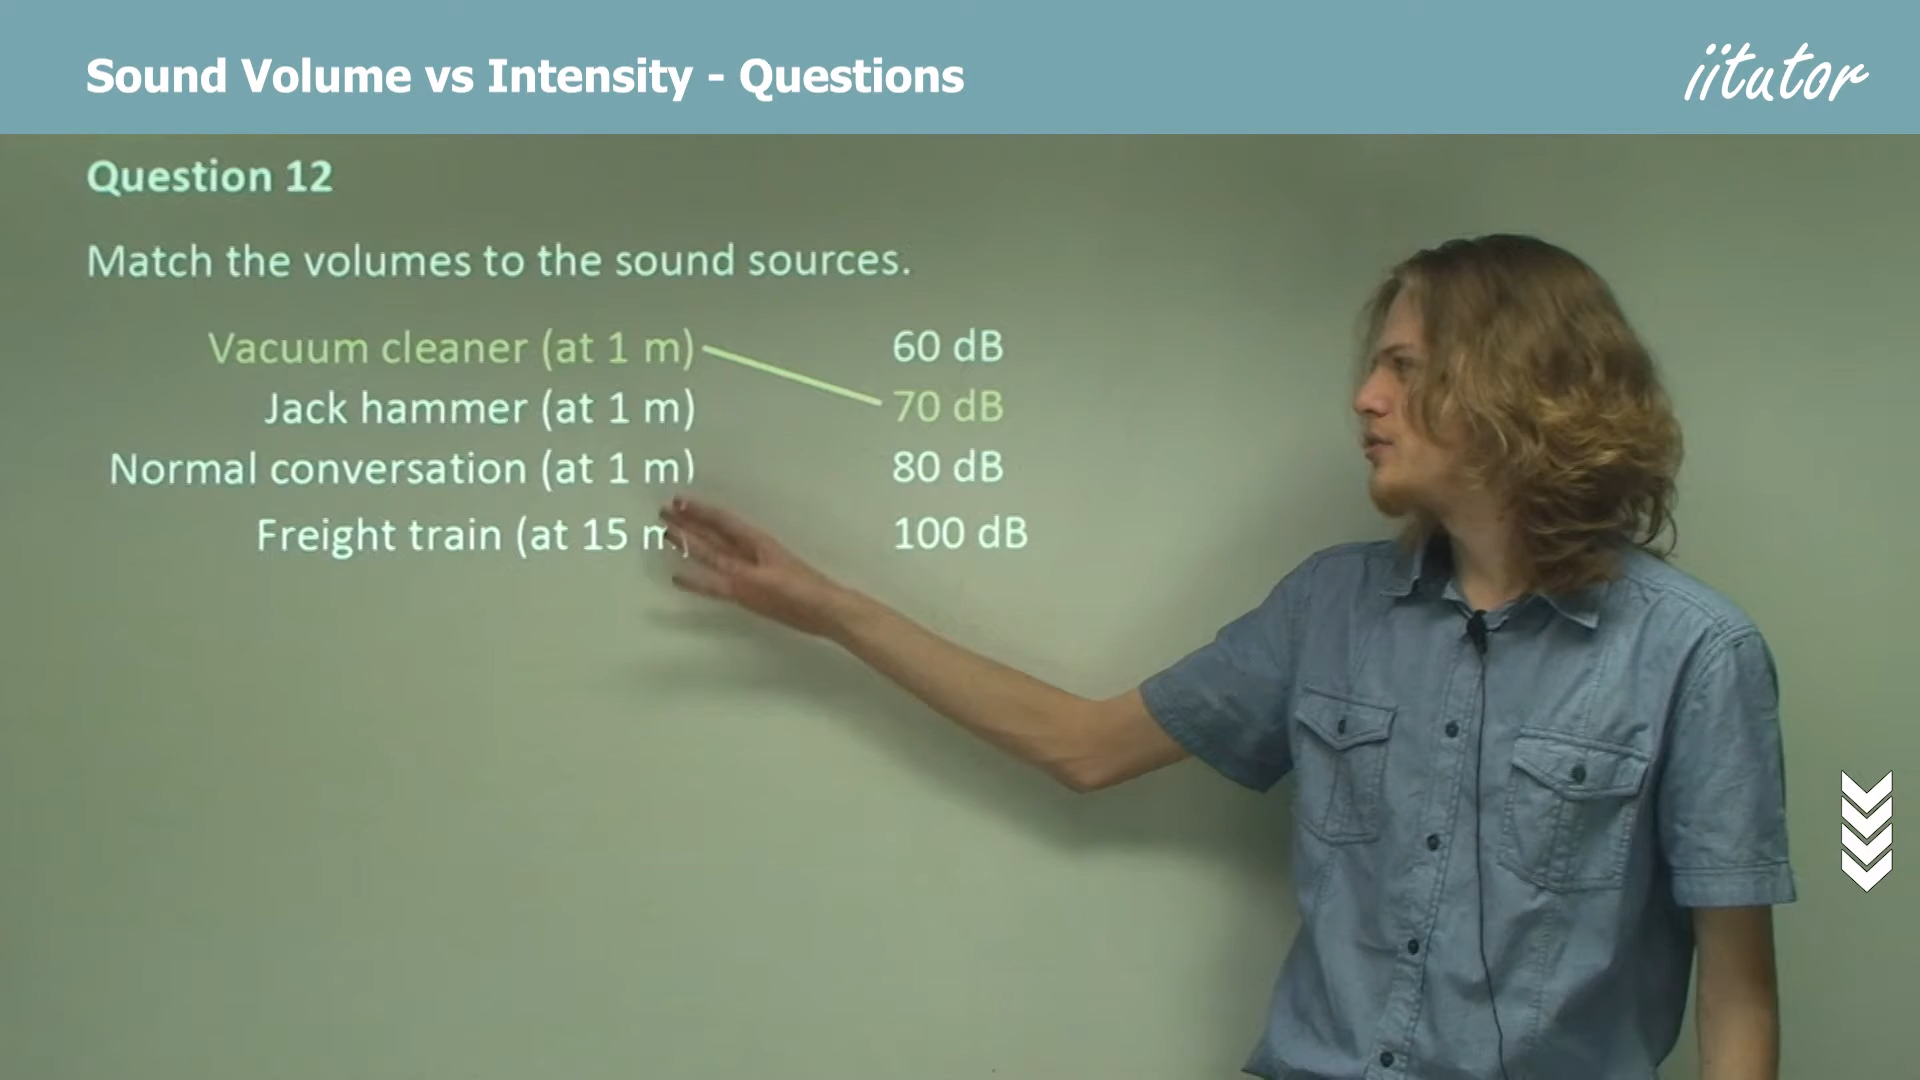 Sound Volume vs Intensity - Questions
iitutor
Question 12
Match the volumes to the sound sources.
Vacuum cleaner (at 1 m) 60 dB
Jack hammer (at 1 m) 70 dB
Normal conversation (at 1 m) 80 dB
Freight train (at 15 m) 100 dB